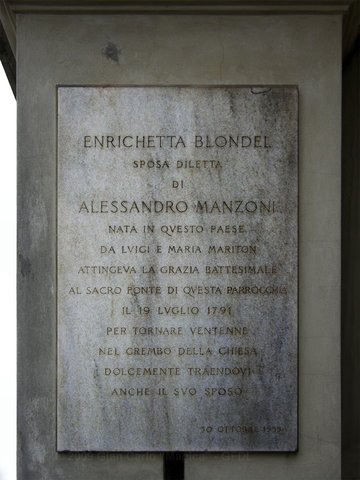 ENRICHETTA BLONDEL
SPOSA DILETTA
DI
ALESSANDRO MANZONI
NATA IN QVESTO PAESE
DA LVIGI E MARIA MARITON
ATTINGEVA LA GRAZIA BATTESIMALE
AL SACRO FONTE DI QVESTA PARROCCHIA
IL 19 LVGLIO 1791
PER TORNARE VENTENNE
NEL GREMBO DELLA CHIESA
DOLCEMENTE TRAENDOVI
ANCHE IL SVO SPOSO
30 OTTOBRE